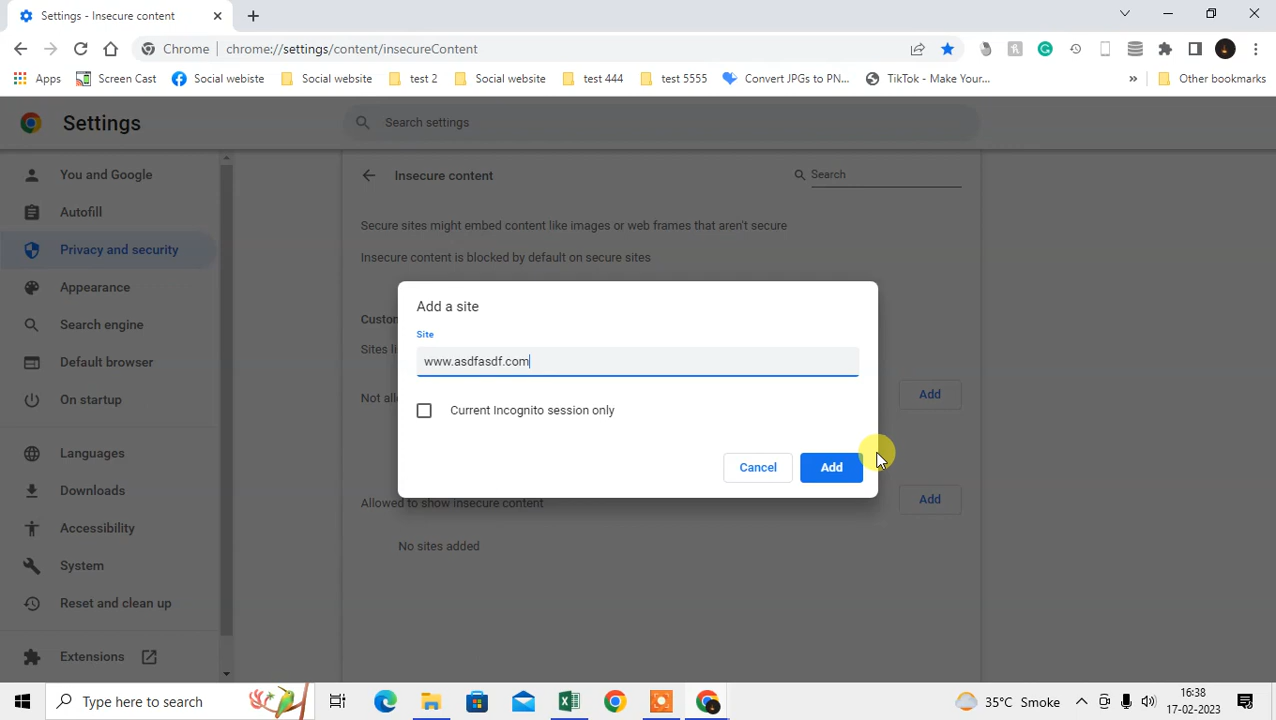 Settings - Insecure content
Chrome chrome://settings/content/insecureContent
Apps Screen Cast Social webiste Social website test 2 Social website test 444 test 5555 Convert JPGs to PN... TikTok - Make Your... » Other bookmarks
Settings
Search settings
You and Google
Autofill
Privacy and security
Appearance
Search engine
Default browser
On startup
Languages
Downloads
Accessibility
System
Reset and clean up
Extensions
Insecure content
Search
Secure sites might embed content like images or web frames that aren't secure
Insecure content is blocked by default on secure sites
Custo
Sites li
Not allo
Add
Add a site
Site
www.asdfasdf.com
Current Incognito session only
Cancel Add
Allowed to show insecure content
Add
No sites added
Type here to search
35°C Smoke
16:38
17-02-2023